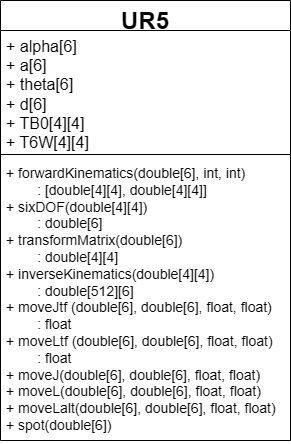 UR5
+ alpha[6]
+ a[6]
+ theta[6]
+ d[6]
+ TB0[4][4]
+ T6W[4][4]
+ forwardKinematics(double[6], int, int)
: [double[4][4], double[4][4]]
+ sixDOF(double[4][4])
: double[6]
+ transformMatrix(double[6])
: double[4][4]
+ inverseKinematics(double[4][4])
: double[512][6]
+ moveJtf (double[6], double[6], float, float)
: float
+ moveLtf (double[6], double[6], float, float)
: float
+ moveJ(double[6], double[6], float, float)
+ moveL(double[6], double[6], float, float)
+ moveLalt(double[6], double[6], float, float)
+ spot(double[6])